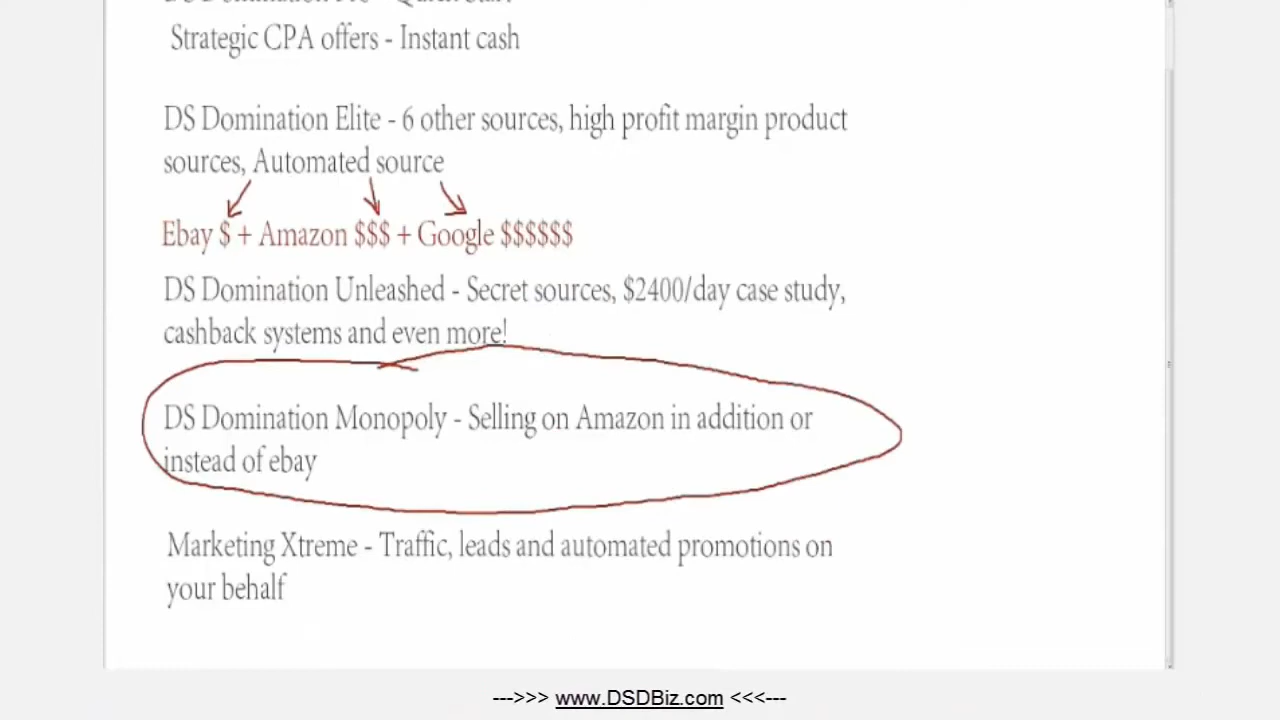 Strategic CPA offers - Instant cash
DS Domination Elite - 6 other sources, high profit margin product
sources, Automated source
Ebay $ + Amazon $$$ + Google $$$$$$
DS Domination Unleashed - Secret sources, $2400/day case study,
cashback systems and even more!
DS Domination Monopoly - Selling on Amazon in addition or
instead of ebay
Marketing Xtreme - Traffic, leads and automated promotions on
your behalf
--->>> www.DSDBiz.com <<<---